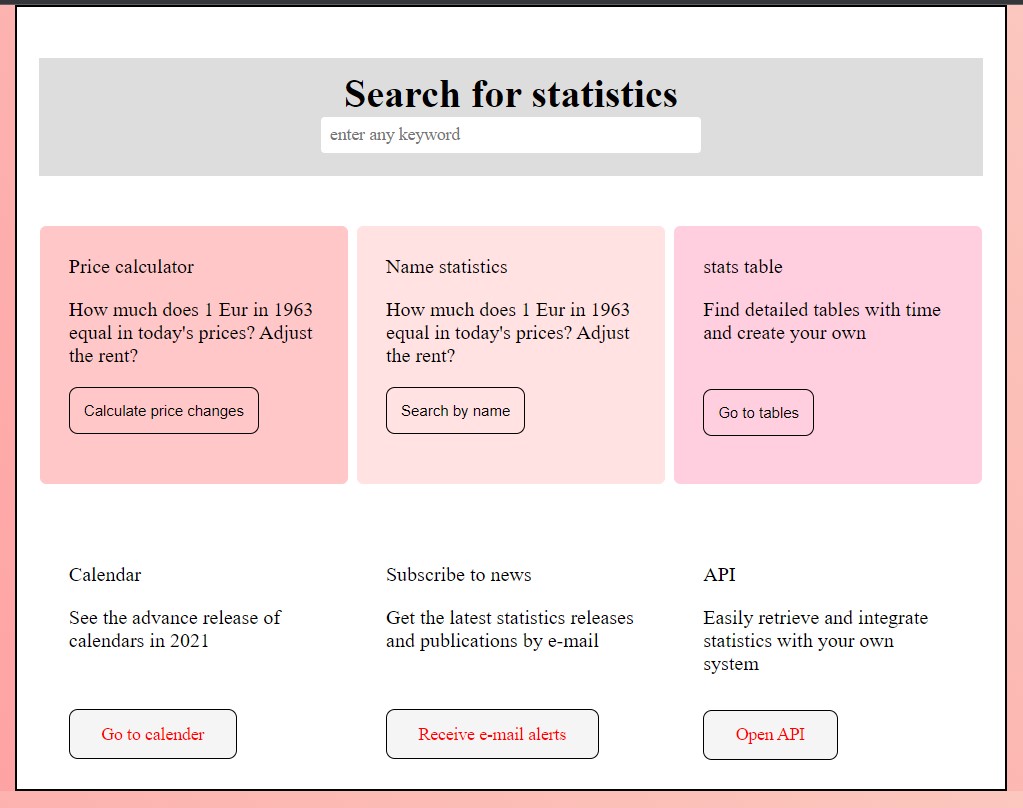 Search for statistics
enter any keyword
Price calculator
How much does 1 Eur in 1963
equal in today's prices? Adjust
the rent?
Calculate price changes
Name statistics
How much does 1 Eur in 1963
equal in today's prices? Adjust
the rent?
Search by name
stats table
Find detailed tables with time
and create your own
Go to tables
Calendar
See the advance release of
calendars in 2021
Go to calender
Subscribe to news
Get the latest statistics releases
and publications by e-mail
Receive e-mail alerts
API
Easily retrieve and integrate
statistics with your own
system
Open API